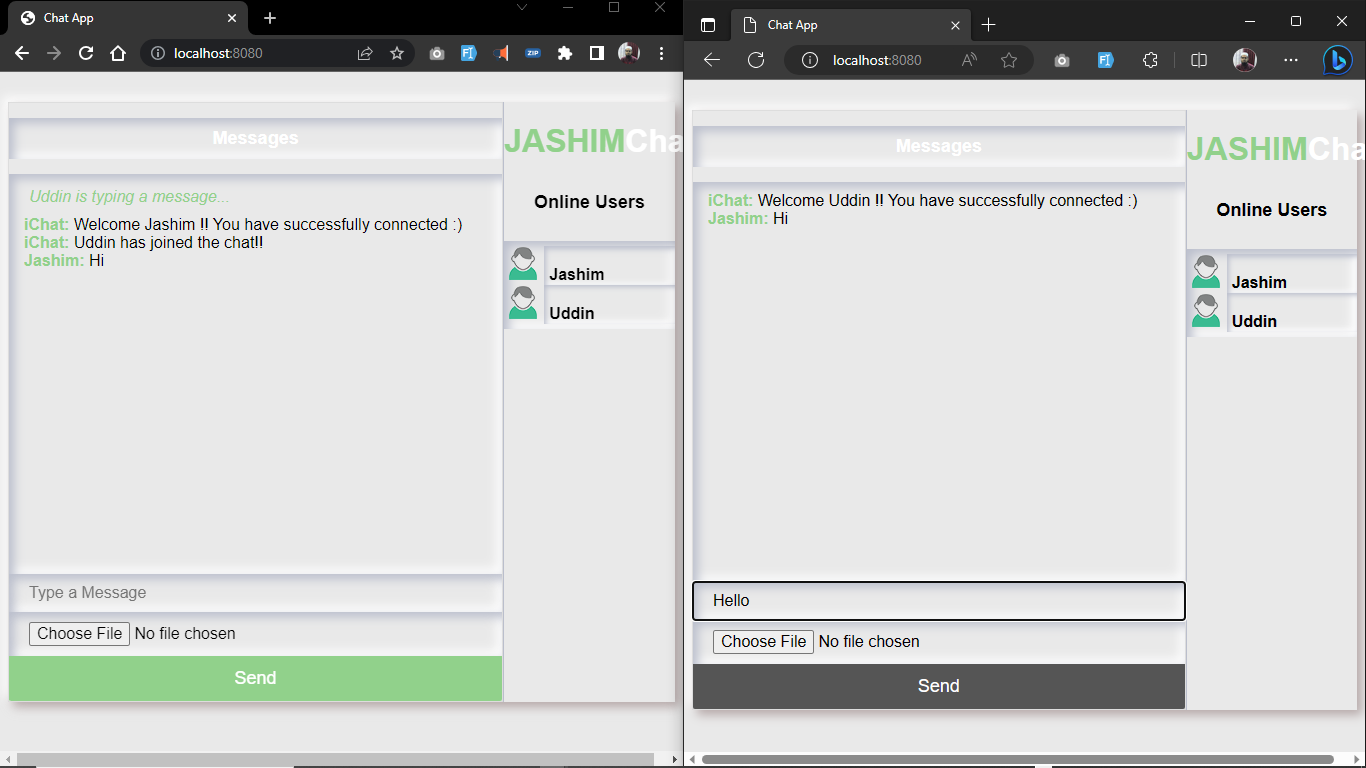 Chat App
localhost:8080
ZIP
Messages
JASHIMCha
Uddin is typing a message...
iChat: Welcome Jashim !! You have successfully connected :)
iChat: Uddin has joined the chat!!
Jashim: Hi
Online Users
Jashim
Uddin
Type a Message
Choose File No file chosen
Send
Chat App
localhost:8080
Messages
JASHIMCha
iChat: Welcome Uddin !! You have successfully connected :)
Jashim: Hi
Online Users
Jashim
Uddin
Hello
Choose File No file chosen
Send